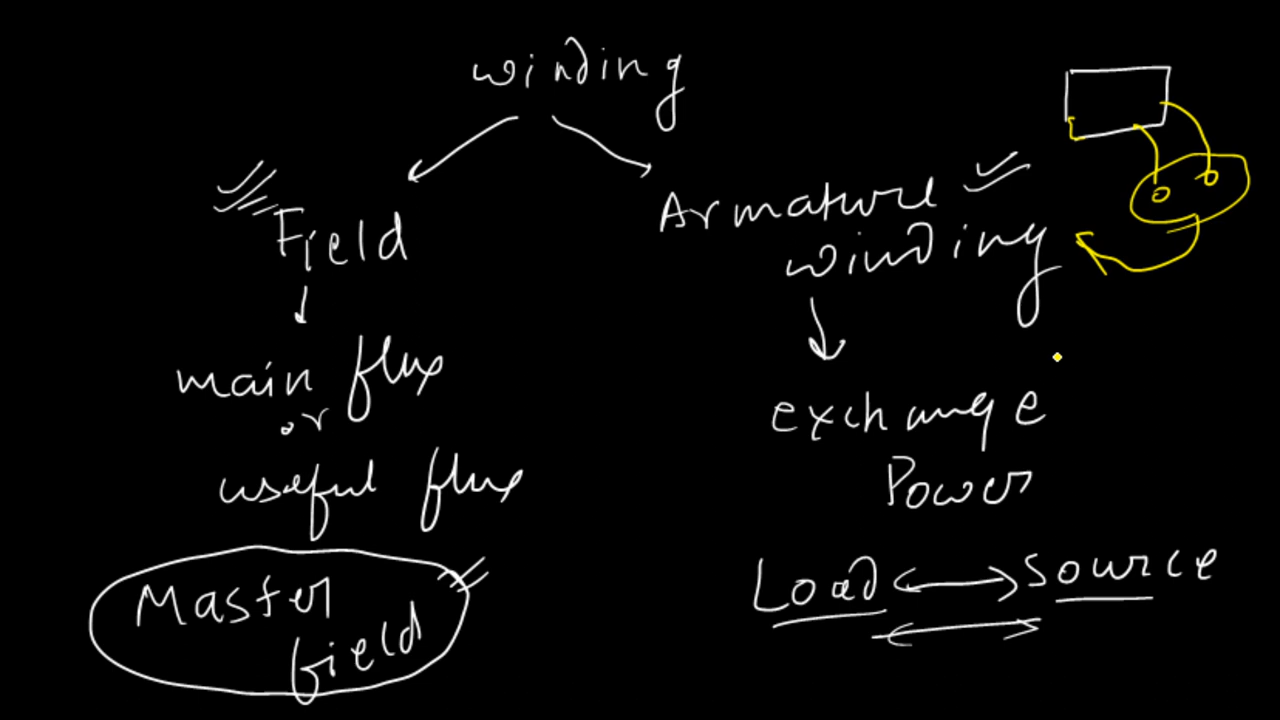 winding
Field
Armature
winding
main flux
or
useful flux
Master
field
exchange
Power
Load
Source